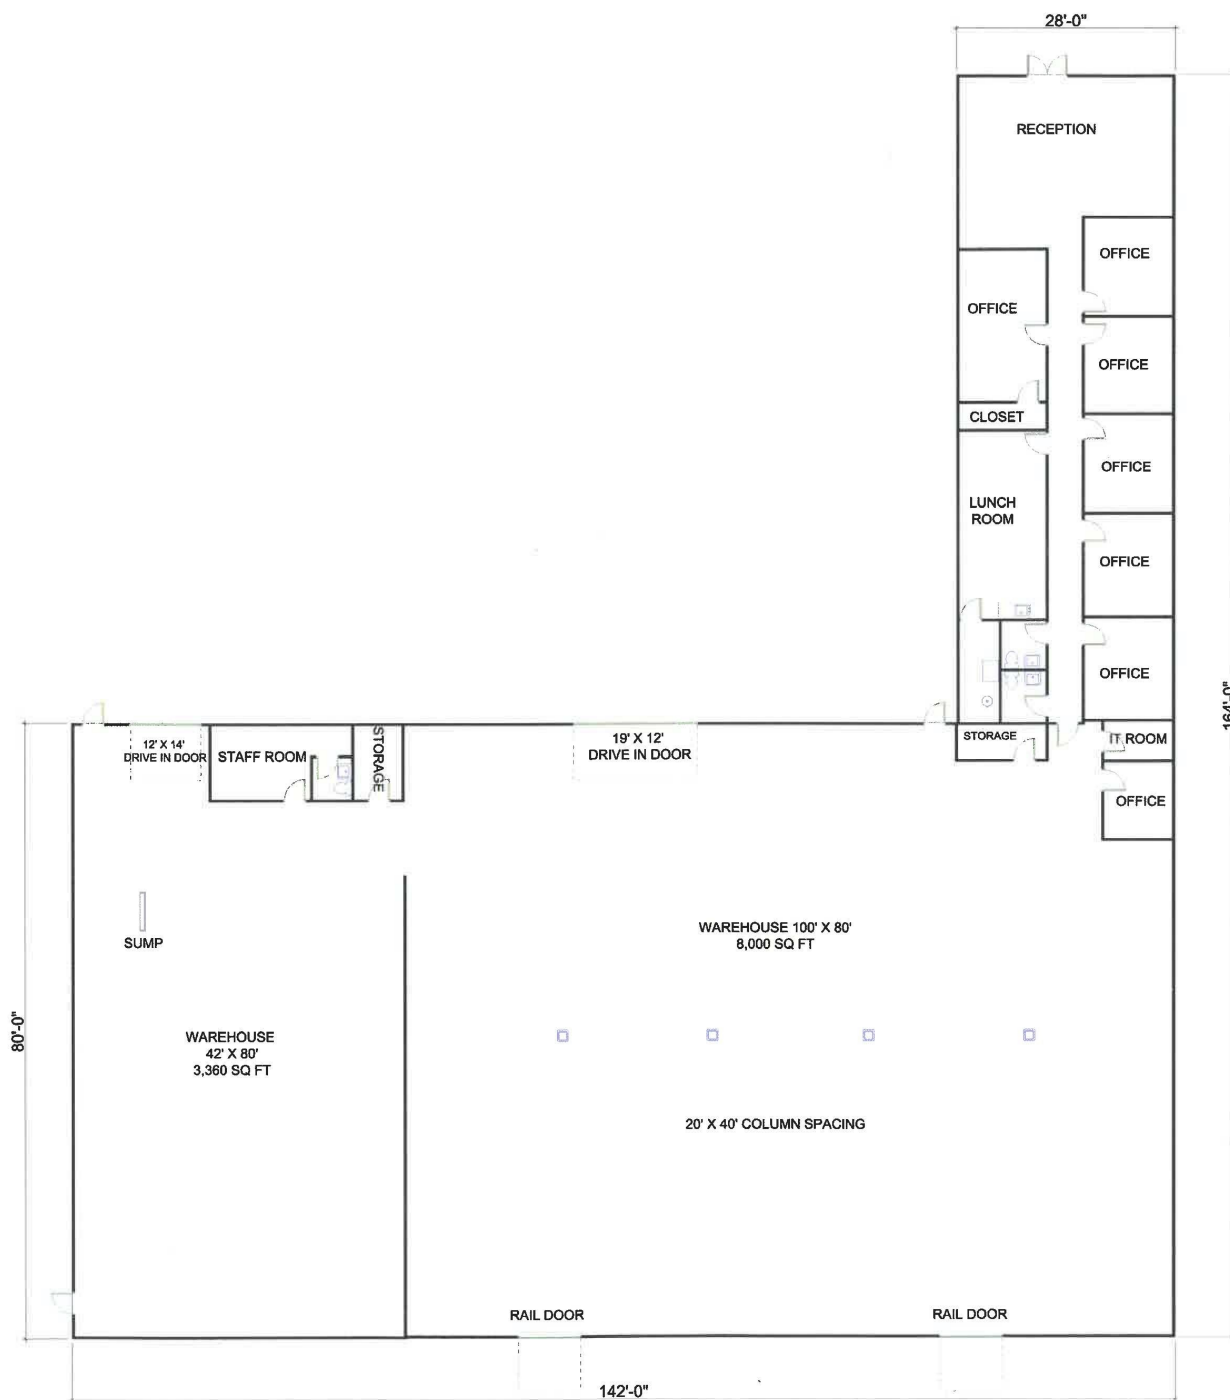 28'-0"
RECEPTION
OFFICE
OFFICE
OFFICE
CLOSET
OFFICE
LUNCH
ROOM
OFFICE
OFFICE
164'-0"
12' X 14'
DRIVE IN DOOR
STAFF ROOM
STORAGE
19' X 12'
DRIVE IN DOOR
STORAGE
IT ROOM
OFFICE
SUMP
WAREHOUSE 100' X 80'
8,000 SQ FT
80'-0"
WAREHOUSE
42' X 80'
3,360 SQ FT
20' X 40' COLUMN SPACING
RAIL DOOR
RAIL DOOR
142'-0"